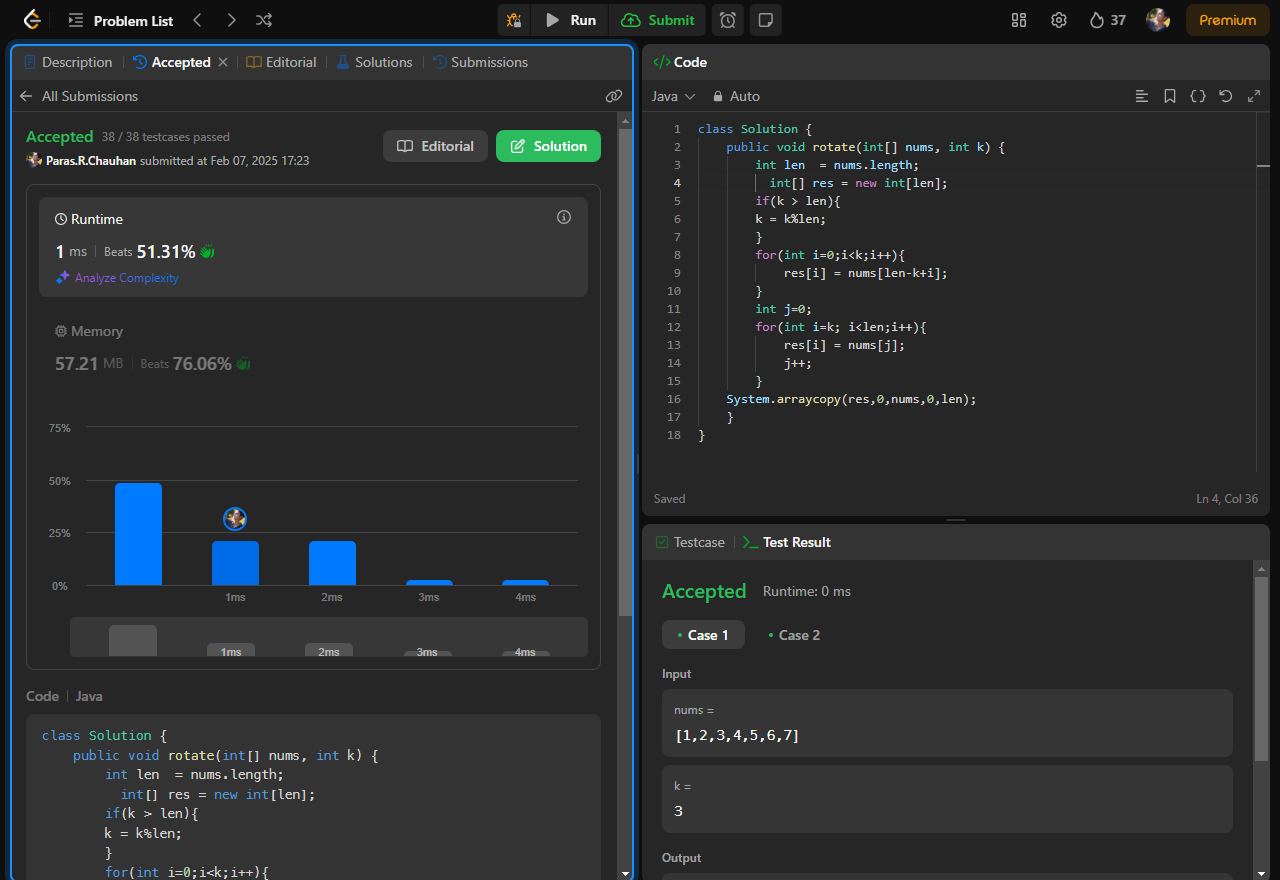 Problem List
Run
Submit
37
Premium
Description
Accepted
Editorial
Solutions
Submissions
All Submissions
Accepted 38 / 38 testcases passed
Paras.R.Chauhan submitted at Feb 07, 2025 17:23
Editorial
Solution
Runtime
1 ms Beats 51.31%
Analyze Complexity
Memory
57.21 MB Beats 76.06%
75%
50%
25%
0%
1ms 2ms 3ms 4ms
1ms 2ms 3ms 4ms
Code Java
class Solution {
    public void rotate(int[] nums, int k) {
        int len  = nums.length;
          int[] res = new int[len];
        if(k > len){
        k = k%len;
        }
        for(int i=0;i<k;i++){
Code
Java Auto
1 class Solution {
2     public void rotate(int[] nums, int k) {
3         int len  = nums.length;
4           int[] res = new int[len];
5         if(k > len){
6         k = k%len;
7         }
8         for(int i=0;i<k;i++){
9             res[i] = nums[len-k+i];
10         }
11         int j=0;
12         for(int i=k; i<len;i++){
13             res[i] = nums[j];
14             j++;
15         }
16     System.arraycopy(res,0,nums,0,len);
17     }
18 }
Saved
Ln 4, Col 36
Testcase
Test Result
Accepted Runtime: 0 ms
Case 1
Case 2
Input
nums =
[1,2,3,4,5,6,7]
k =
3
Output